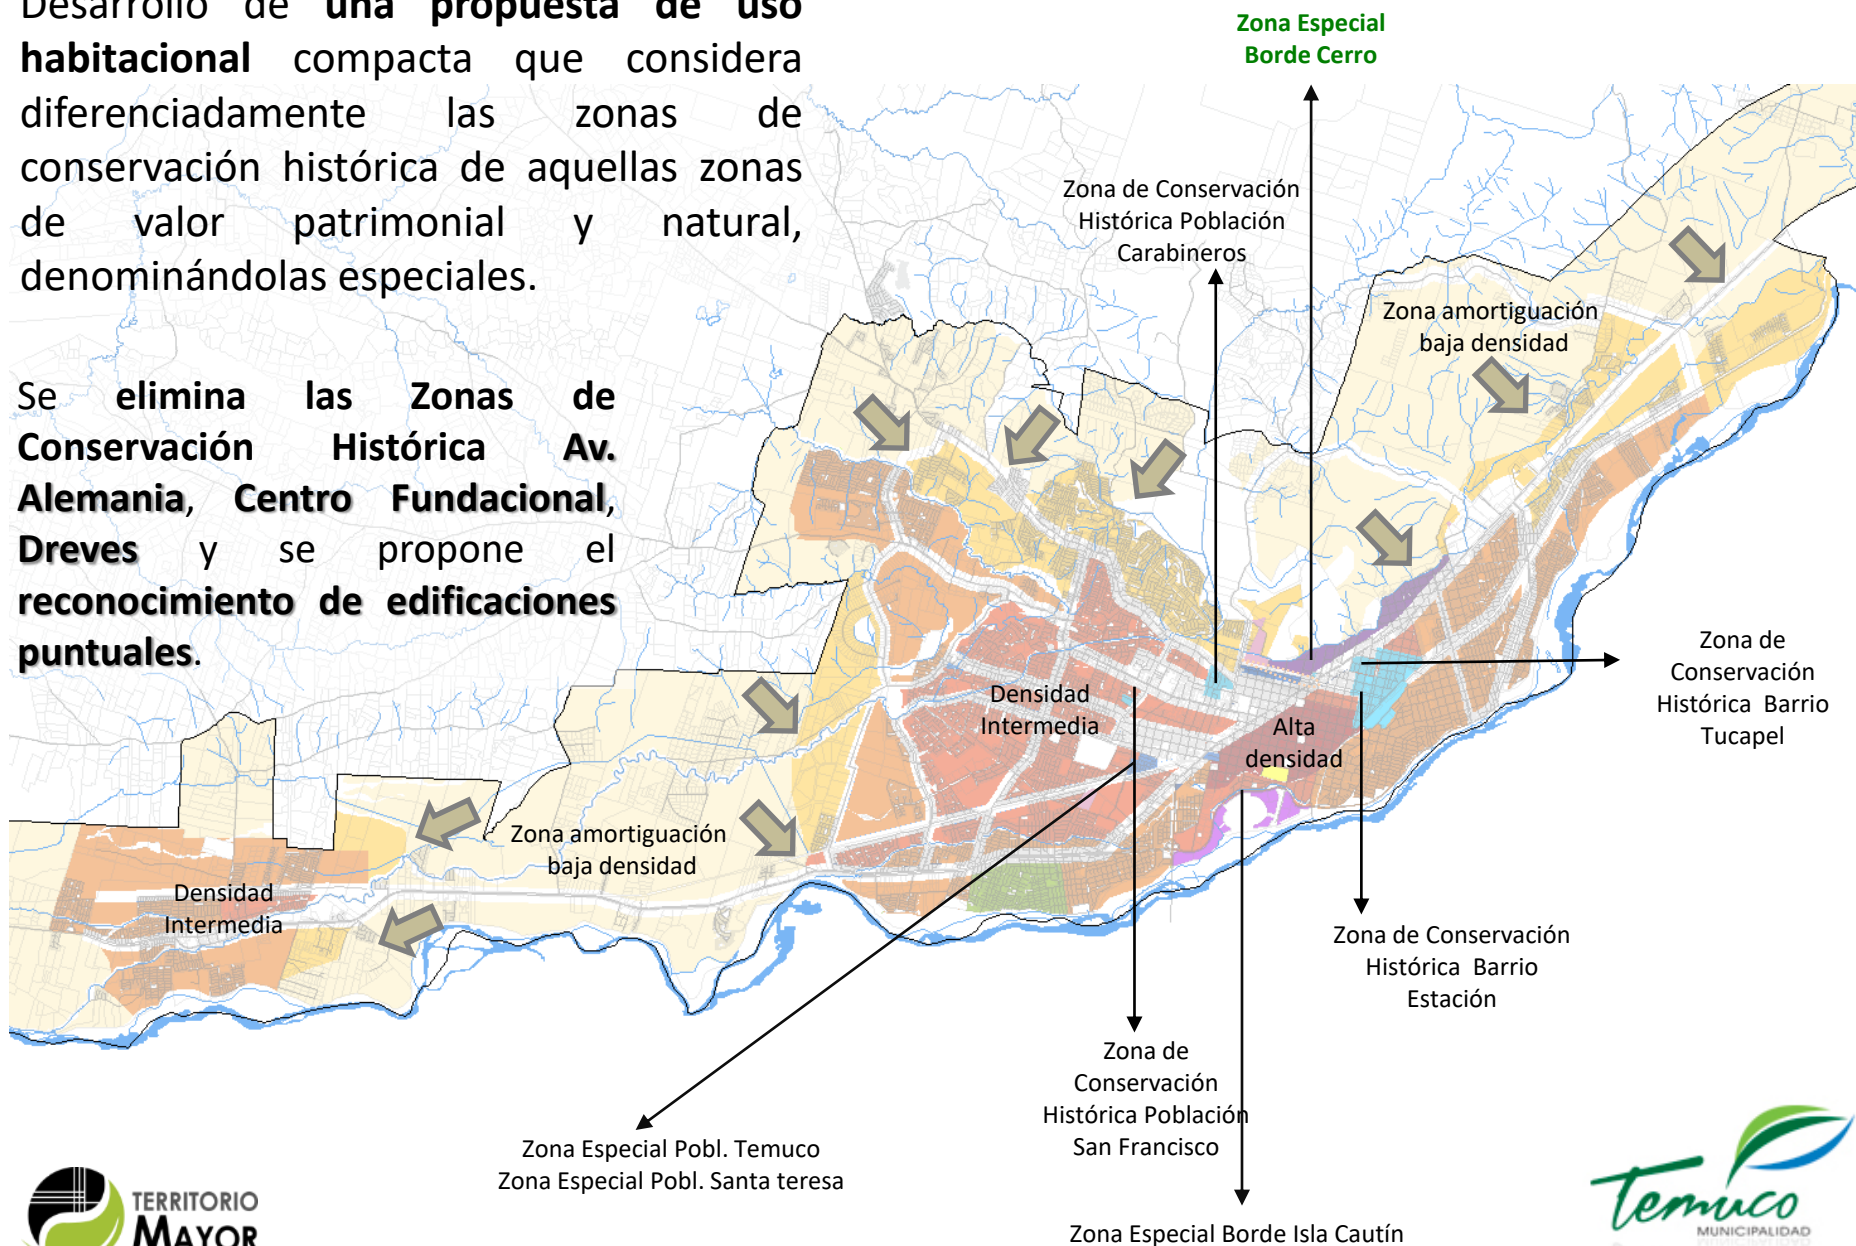 Desarrollo de una propuesta de uso
habitacional compacta que considera
diferenciadamente las zonas de
conservación histórica de aquellas zonas
de valor patrimonial y natural,
denominándolas especiales.
Se elimina las Zonas de
Conservación Histórica Av.
Alemania, Centro Fundacional,
Dreves y se propone el
reconocimiento de edificaciones
puntuales.
Zona Especial
Borde Cerro
Zona de Conservación
Histórica Población
Carabineros
Zona amortiguación
baja densidad
Zona de
Conservación
Histórica Barrio
Tucapel
Densidad
Intermedia
Alta
densidad
Zona amortiguación
baja densidad
Densidad
Intermedia
Zona de Conservación
Histórica Barrio
Estación
Zona de
Conservación
Histórica Población
San Francisco
Zona Especial Pobl. Temuco
Zona Especial Pobl. Santa teresa
Zona Especial Borde Isla Cautín
TERRITORIO
MAYOR
Temuco
MUNICIPALIDAD